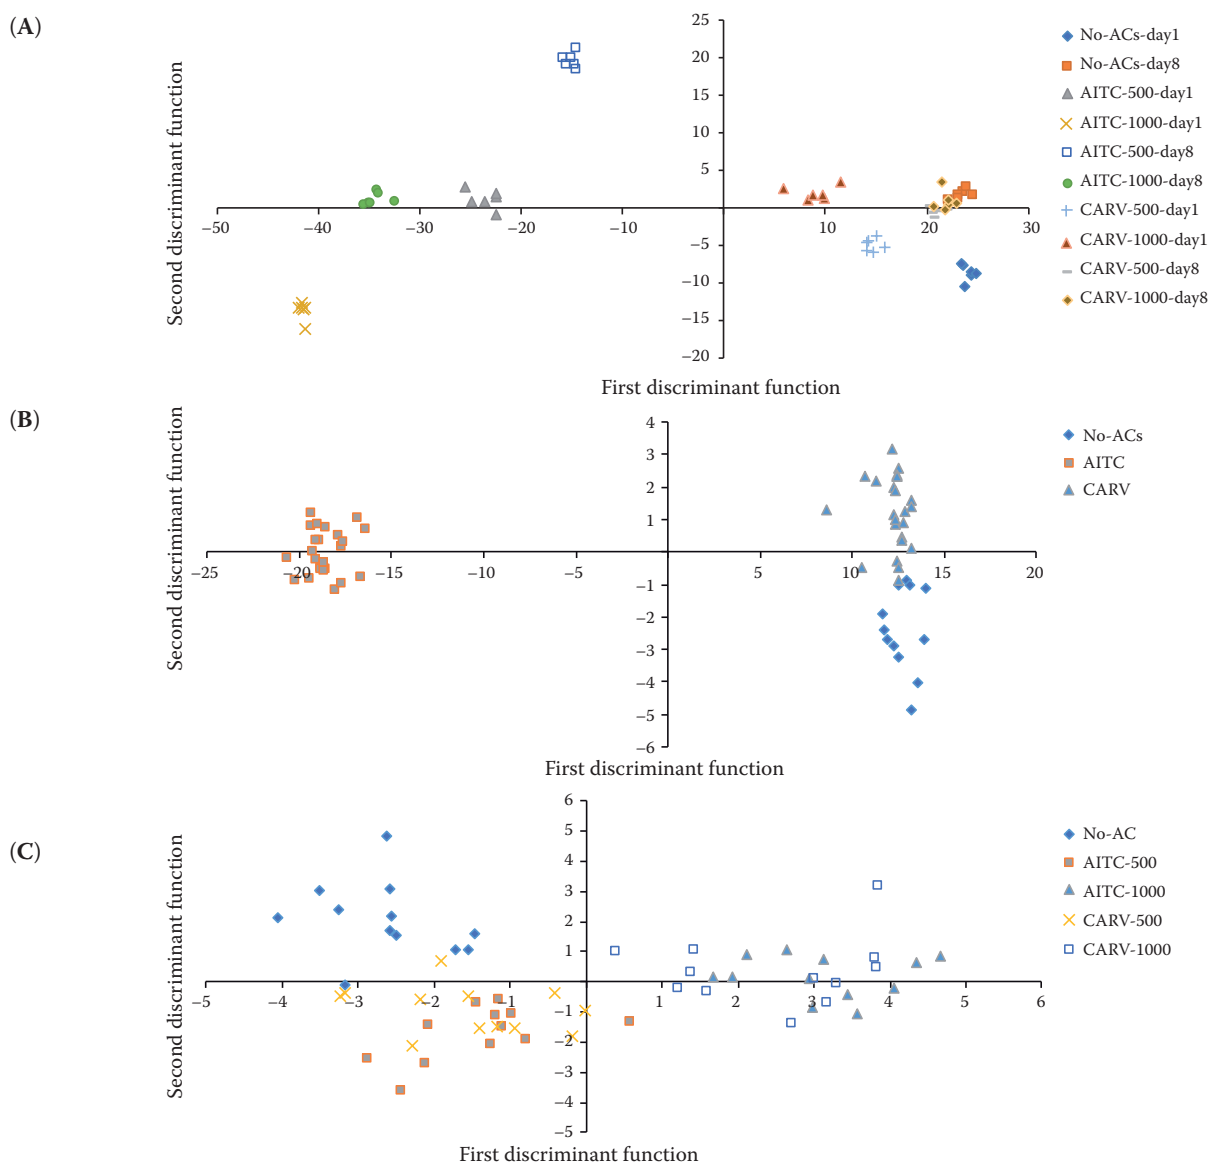 (A)
Second discriminant function
25
20
15
10
5
−5
−10
−15
−20
−50
−40
−30
−20
−10
10
20
30
First discriminant function
No-ACs-day1
No-ACs-day8
AITC-500-day1
AITC-1000-day1
AITC-500-day8
AITC-1000-day8
CARV-500-day1
CARV-1000-day1
CARV-500-day8
CARV-1000-day8
(B)
Second discriminant function
4
3
2
1
−1
−2
−3
−4
−5
−6
−25
−20
−15
−10
−5
5
10
15
20
First discriminant function
No-ACs
AITC
CARV
(C)
Second discriminant function
6
5
4
3
2
1
−1
−2
−3
−4
−5
−5
−4
−3
−2
−1
1
2
3
4
5
6
First discriminant function
No-AC
AITC-500
AITC-1000
CARV-500
CARV-1000